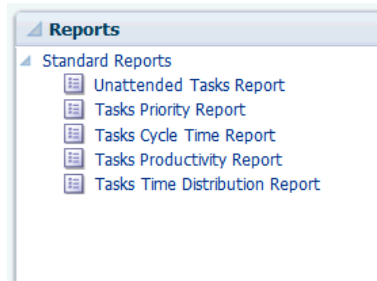 Reports
Standard Reports
Unattended Tasks Report
Tasks Priority Report
Tasks Cycle Time Report
Tasks Productivity Report
Tasks Time Distribution Report